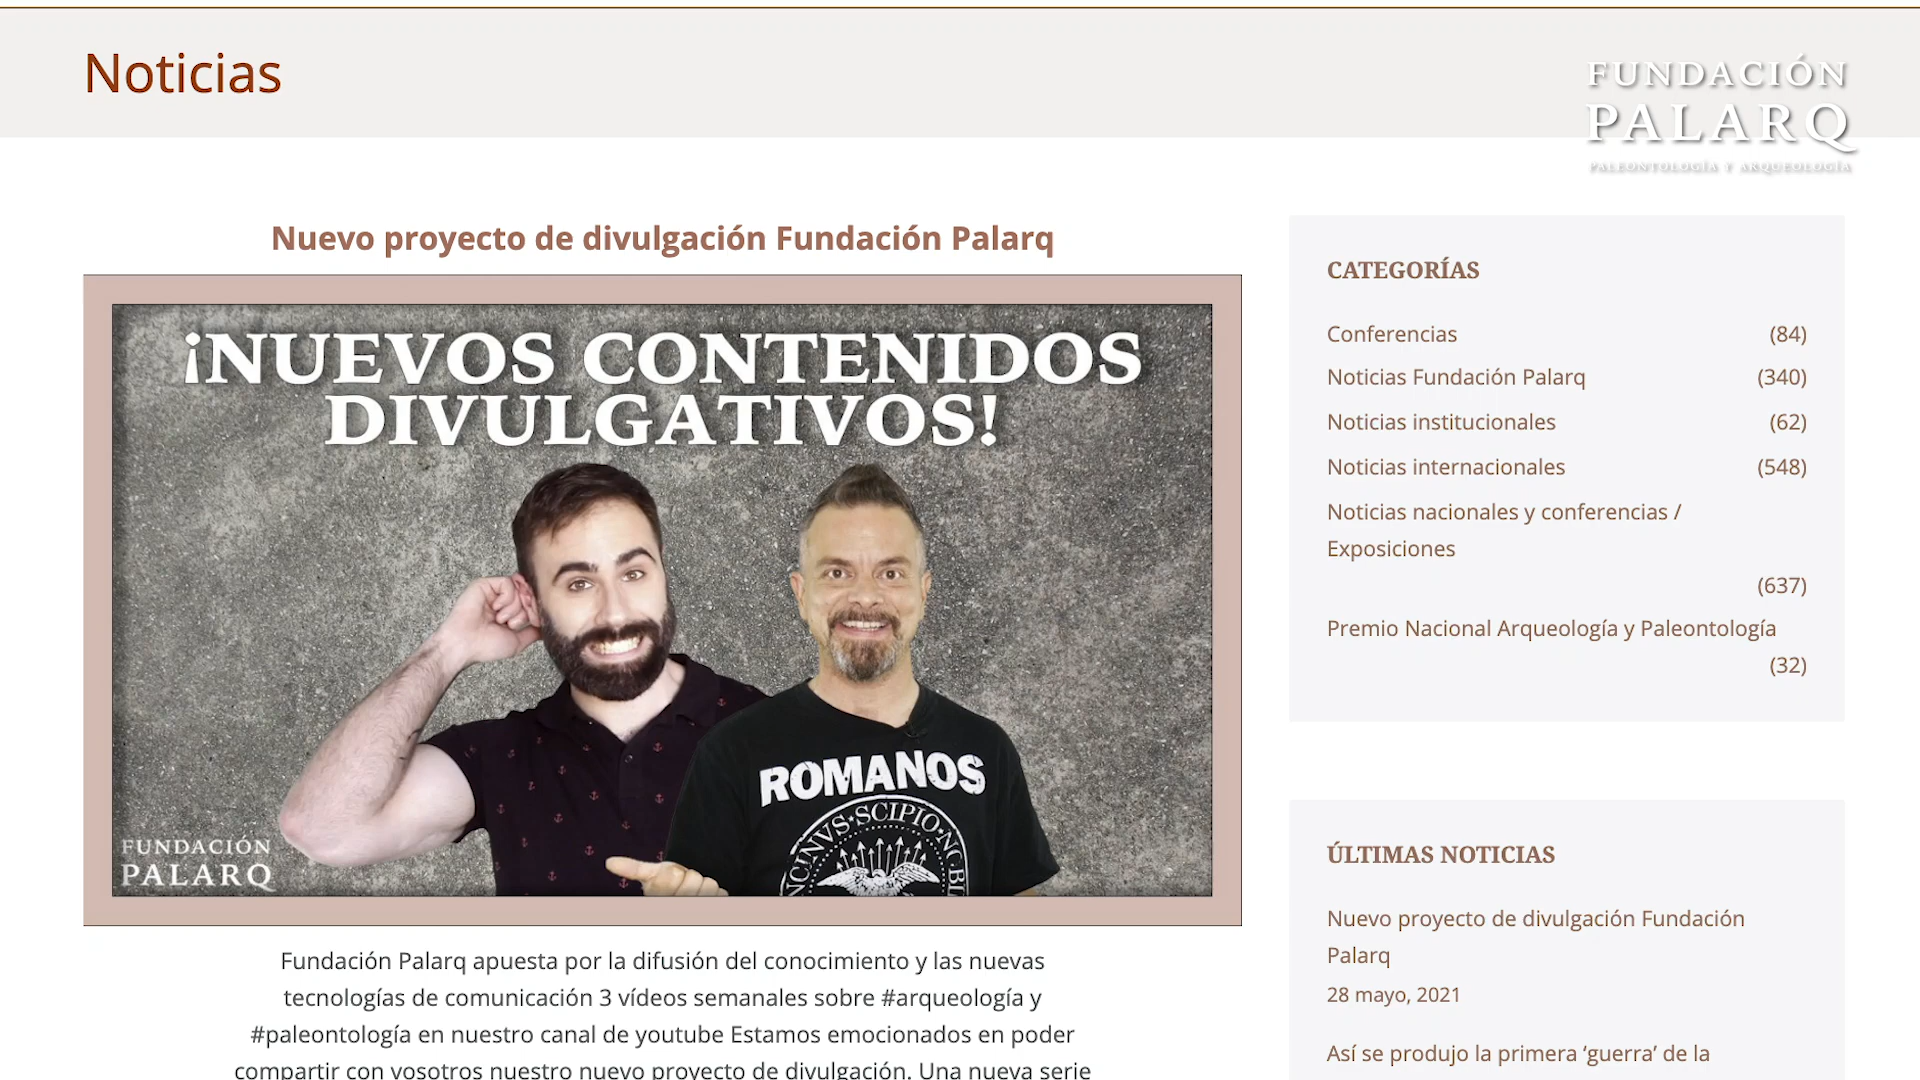 Noticias
FUNDACIÓN
PALARQ
PALEONTOLOGÍA Y ARQUEOLOGÍA
Nuevo proyecto de divulgación Fundación Palarq
¡NUEVOS CONTENIDOS
DIVULGATIVOS!
ROMANOS
SCIPIO
FUNDACIÓN
PALARQ
Fundación Palarq apuesta por la difusión del conocimiento y las nuevas
tecnologías de comunicación 3 vídeos semanales sobre #arqueología y
#paleontología en nuestro canal de youtube Estamos emocionados en poder
compartir con vosotros nuestro nuevo proyecto de divulgación. Una nueva serie
CATEGORÍAS
Conferencias (84)
Noticias Fundación Palarq (340)
Noticias institucionales (62)
Noticias internacionales (548)
Noticias nacionales y conferencias /
Exposiciones
(637)
Premio Nacional Arqueología y Paleontología
(32)
ÚLTIMAS NOTICIAS
Nuevo proyecto de divulgación Fundación
Palarq
28 mayo, 2021
Así se produjo la primera ‘guerra’ de la